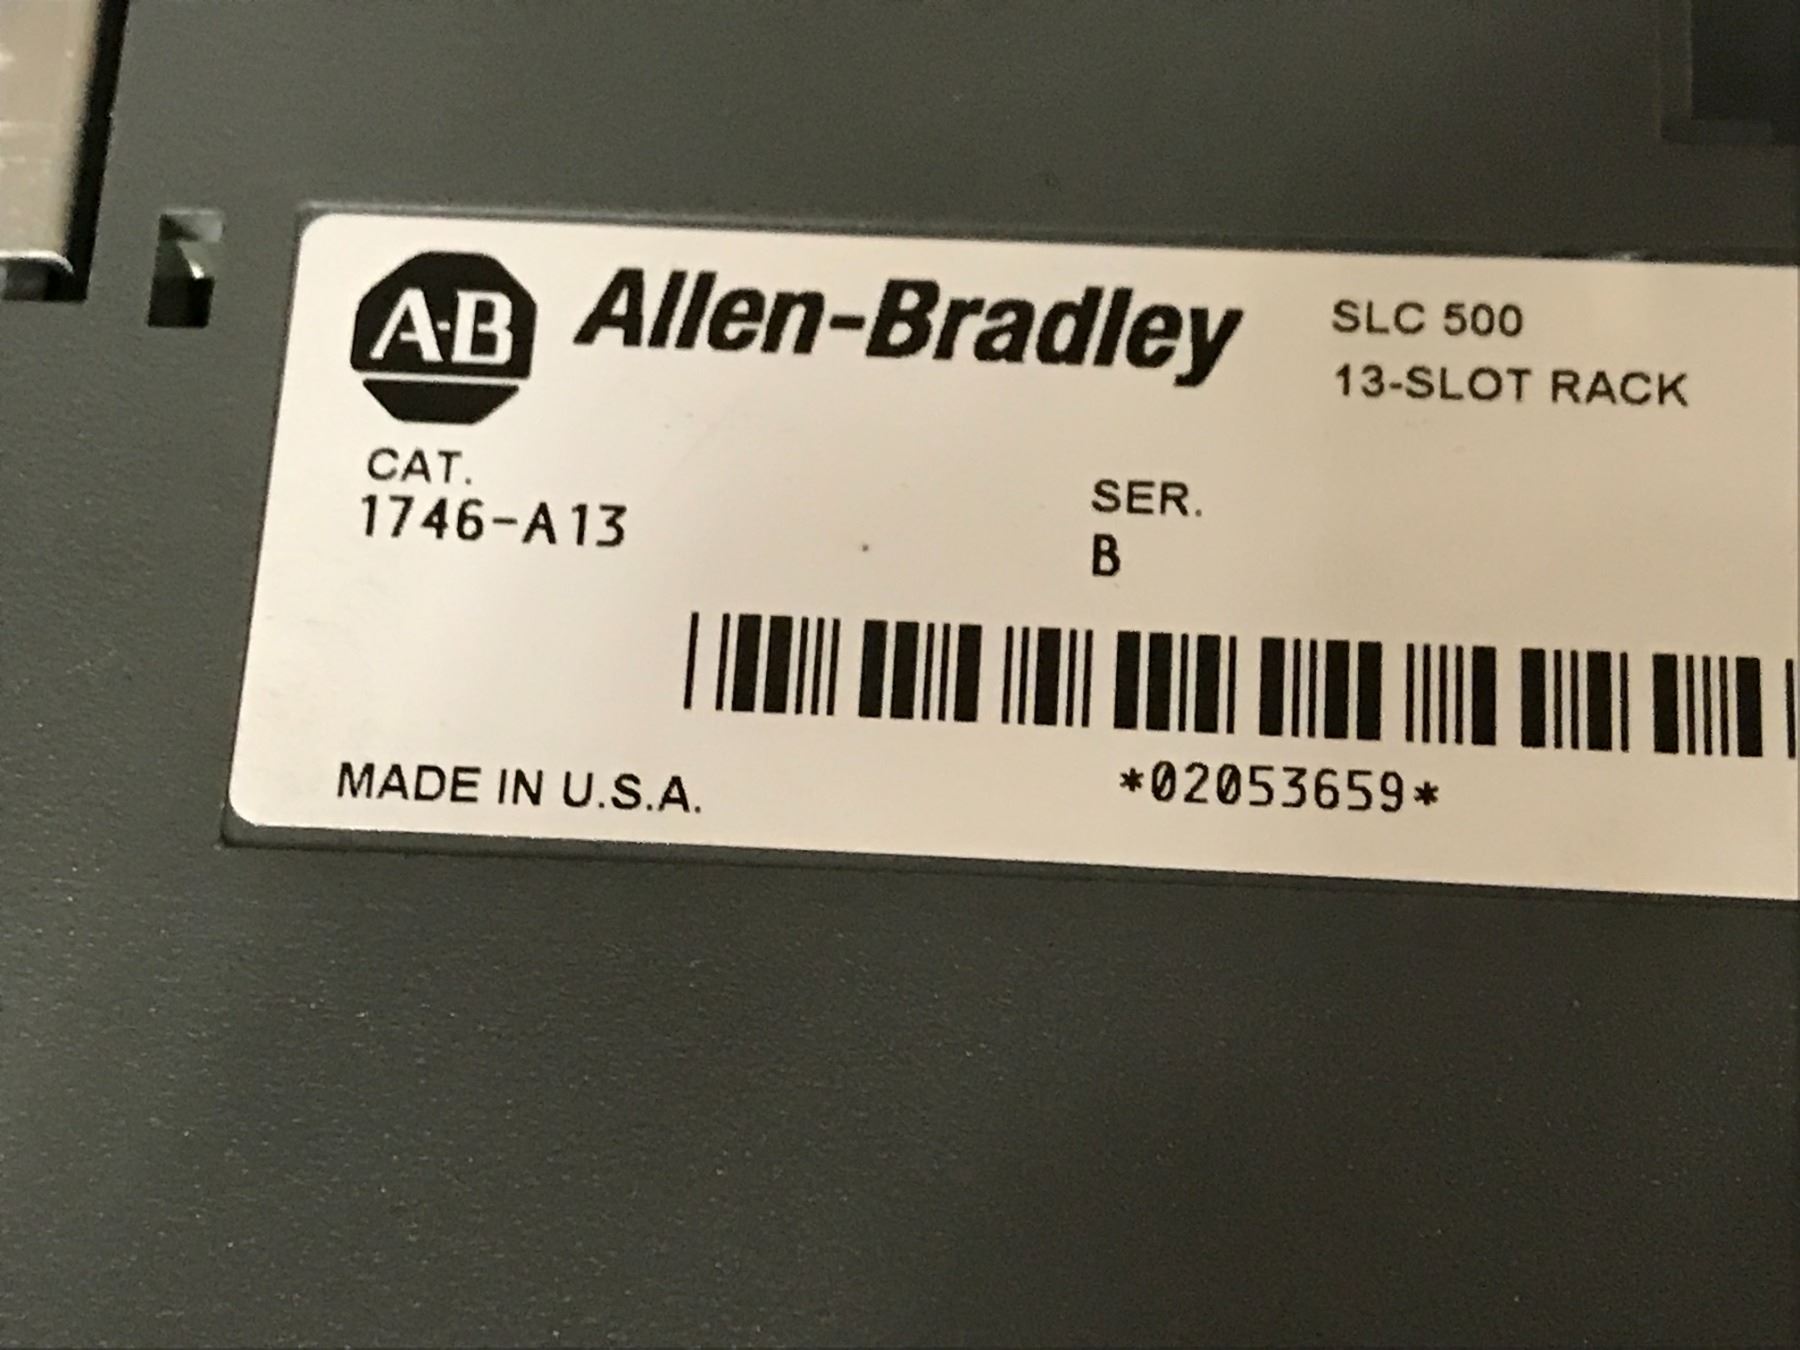 A-B Allen-Bradley
SLC 500
13-SLOT RACK
CAT.
1746-A13
SER.
B
MADE IN U.S.A.
*02053659*